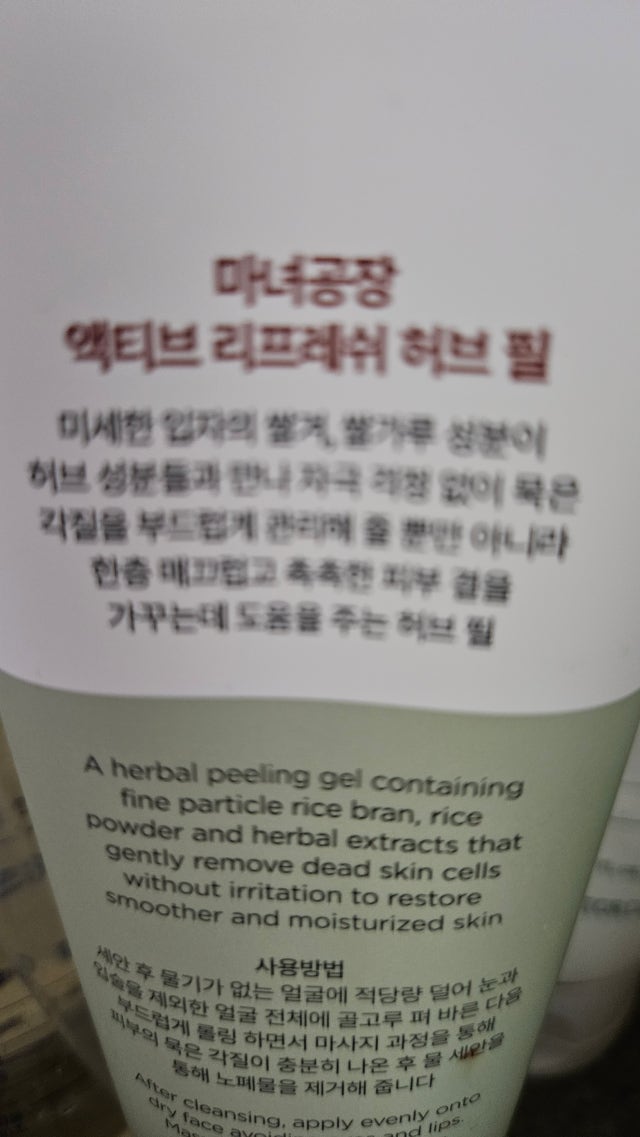 마녀공장
액티브 리프레쉬 허브 필
미세한 입자의 쌀겨, 쌀가루 성분이
허브 성분들과 만나 자극 걱정 없이 묵은
각질을 부드럽게 관리해 줄 뿐만 아니라
한층 매끄럽고 촉촉한 피부 결을
가꾸는데 도움을 주는 허브 필
A herbal peeling gel containing
fine particle rice bran, rice
powder and herbal extracts that
gently remove dead skin cells
without irritation to restore
smoother and moisturized skin
사용방법
세안 후 물기가 없는 얼굴에 적당량 덜어 눈과
입술을 제외한 얼굴 전체에 골고루 펴 바른 다음
부드럽게 롤링 하면서 마사지 과정을 통해
피부의 묵은 각질이 충분히 나온 후 물 세안을
통해 노폐물을 제거해 줍니다
After cleansing, apply evenly onto
dry face avoiding and lips.